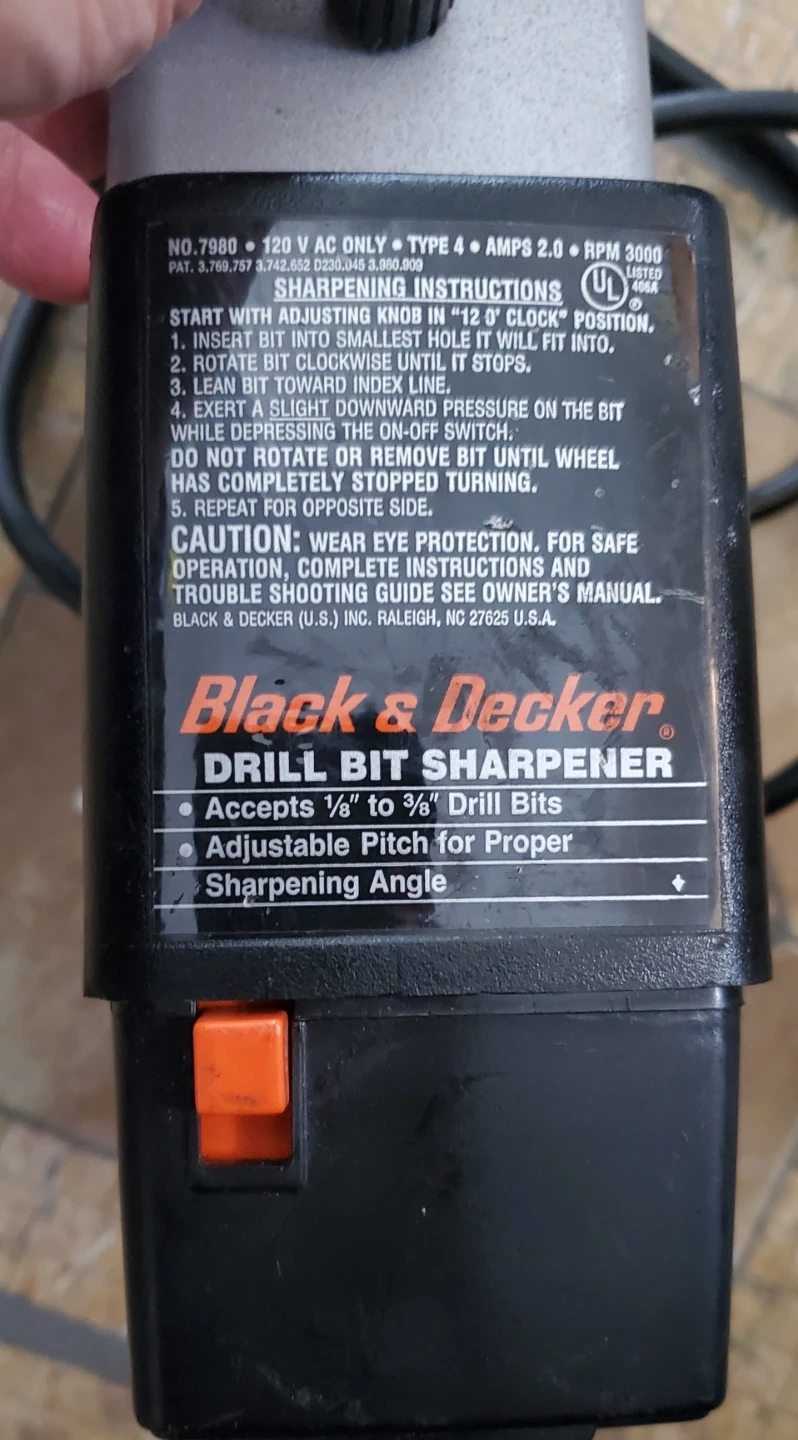 NO.7980 • 120 V AC ONLY • TYPE 4 • AMPS 2.0 • RPM 3000
PAT. 3,769,757 3,742,652 D230,045 3,960,909
UL LISTED
406A
®
SHARPENING INSTRUCTIONS
START WITH ADJUSTING KNOB IN "12 O' CLOCK" POSITION.
1. INSERT BIT INTO SMALLEST HOLE IT WILL FIT INTO.
2. ROTATE BIT CLOCKWISE UNTIL IT STOPS.
3. LEAN BIT TOWARD INDEX LINE.
4. EXERT A SLIGHT DOWNWARD PRESSURE ON THE BIT
WHILE DEPRESSING THE ON-OFF SWITCH.
DO NOT ROTATE OR REMOVE BIT UNTIL WHEEL
HAS COMPLETELY STOPPED TURNING.
5. REPEAT FOR OPPOSITE SIDE.
CAUTION: WEAR EYE PROTECTION. FOR SAFE
OPERATION, COMPLETE INSTRUCTIONS AND
TROUBLE SHOOTING GUIDE SEE OWNER'S MANUAL.
BLACK & DECKER (U.S.) INC. RALEIGH, NC 27625 U.S.A.
Black & Decker®
DRILL BIT SHARPENER
• Accepts 1/8" to 3/8" Drill Bits
• Adjustable Pitch for Proper
Sharpening Angle